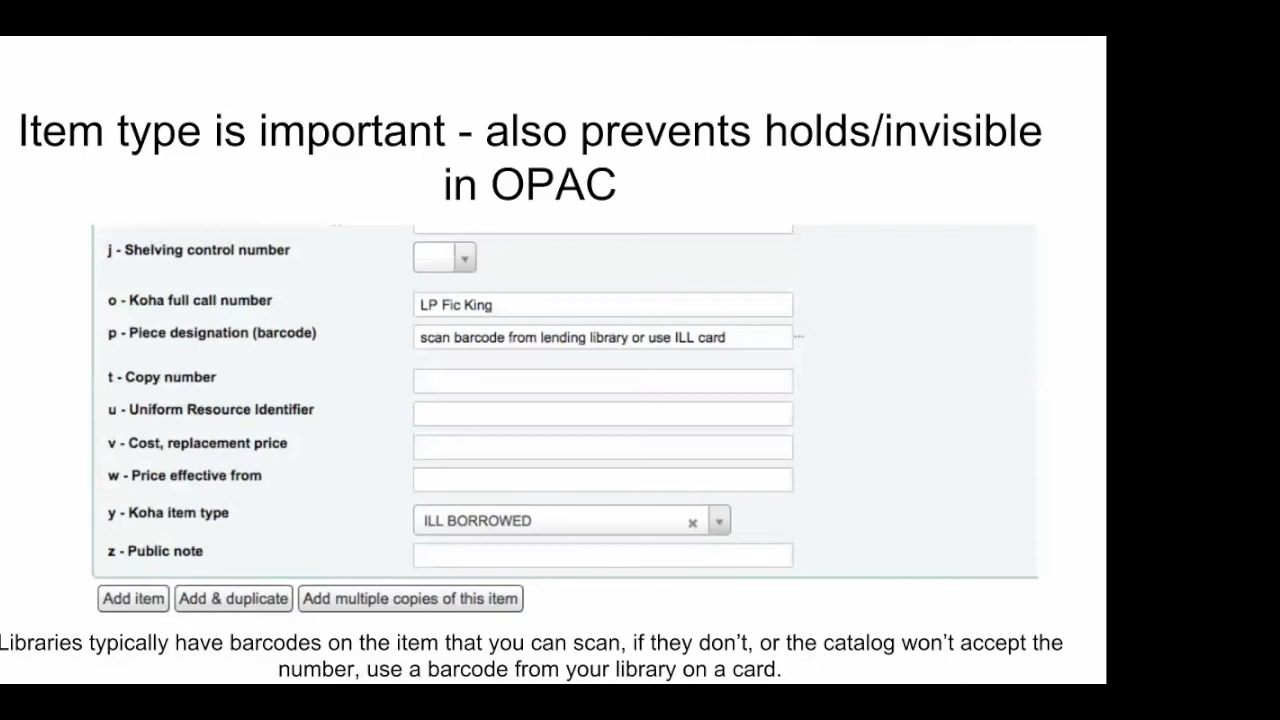 Item type is important - also prevents holds/invisible
in OPAC
j - Shelving control number
o - Koha full call number
LP Fic King
p - Piece designation (barcode)
scan barcode from lending library or use ILL card
...
t - Copy number
u - Uniform Resource Identifier
v - Cost, replacement price
w - Price effective from
y - Koha item type
ILL BORROWED
z - Public note
Add item Add & duplicate Add multiple copies of this item
Libraries typically have barcodes on the item that you can scan, if they don’t, or the catalog won’t accept the
number, use a barcode from your library on a card.